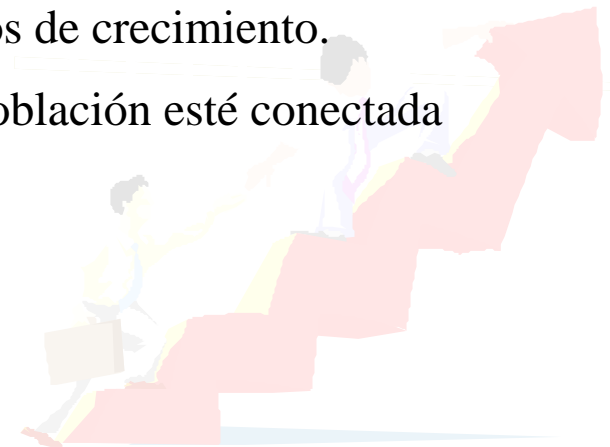 os de crecimiento.
oblación esté conectada